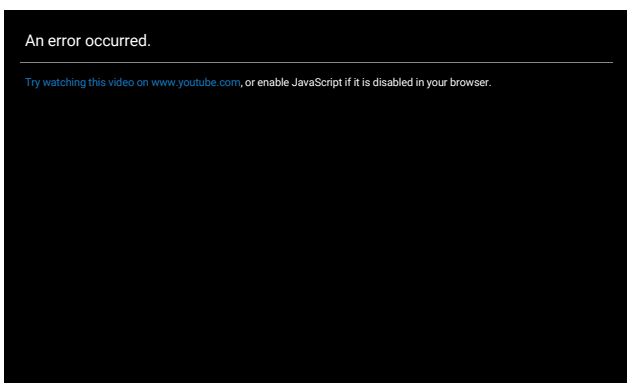 An error occurred.
Try watching this video on www.youtube.com, or enable JavaScript if it is disabled in your browser.